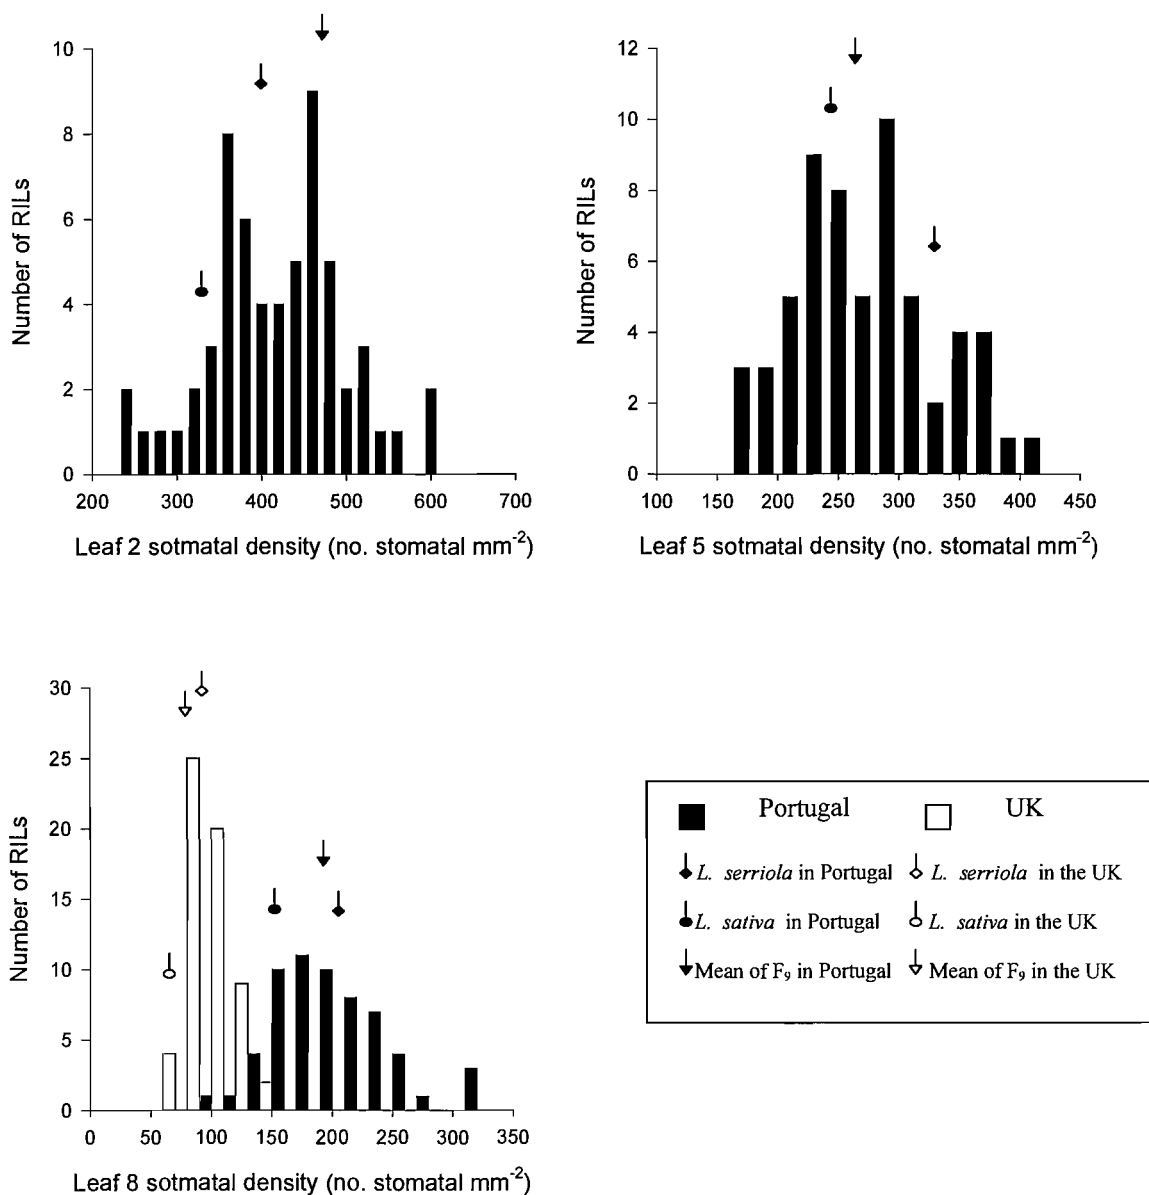 10
8
6
4
2
0
Number of RILs
200 300 400 500 600 700
Leaf 2 sotmatal density (no. stomatal mm-2)
12
10
8
6
4
2
0
Number of RILs
100 150 200 250 300 350 400 450
Leaf 5 sotmatal density (no. stomatal mm-2)
30
25
20
15
10
5
0
Number of RILs
0 50 100 150 200 250 300 350
Leaf 8 sotmatal density (no. stomatal mm-2)
Portugal UK
L. serriola in Portugal L. serriola in the UK
L. sativa in Portugal L. sativa in the UK
Mean of F9 in Portugal Mean of F9 in the UK